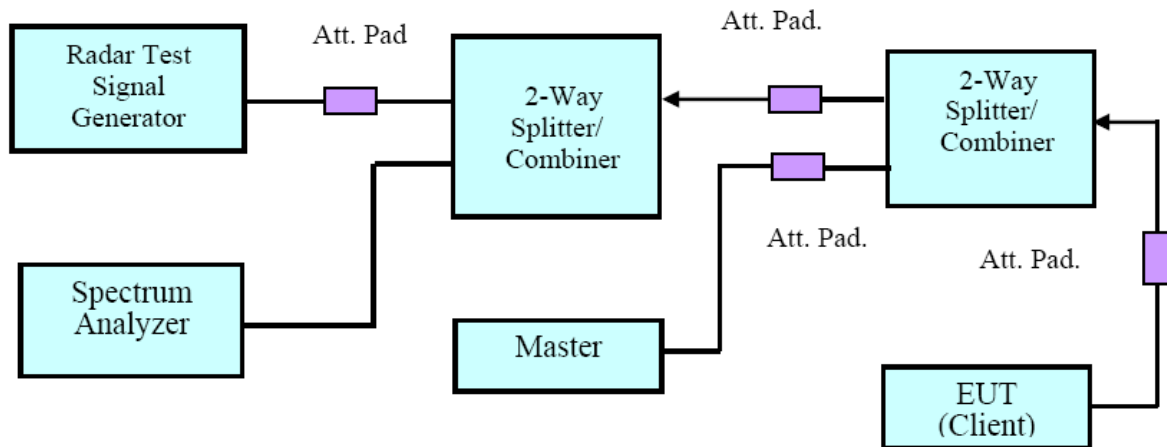 Radar Test
Signal
Generator
Att. Pad
2-Way
Splitter/
Combiner
Att. Pad.
2-Way
Splitter/
Combiner
Att. Pad.
Att. Pad.
Spectrum
Analyzer
Master
EUT
(Client)